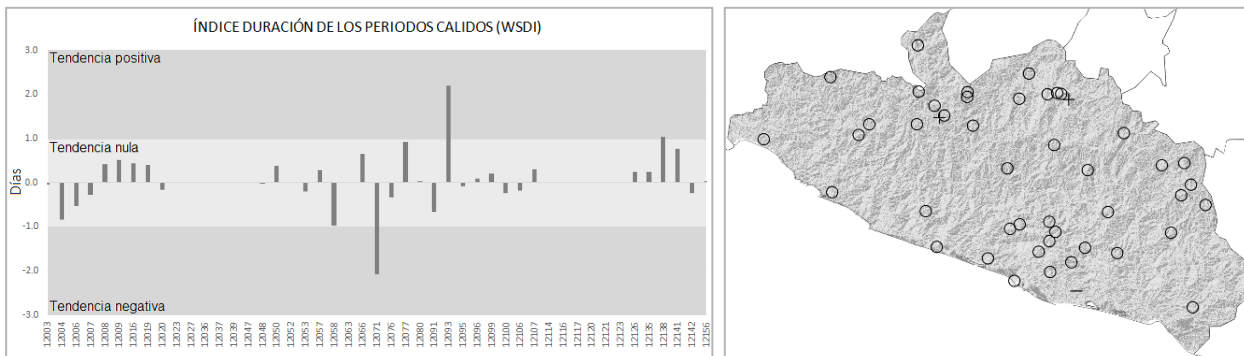 ÍNDICE DURACIÓN DE LOS PERIODOS CALIDOS (WSDI)
3.0
Tendencia positiva
2.0
1.0
Tendencia nula
Días
0.0
-1.0
-2.0
Tendencia negativa
-3.0
12003 12004 12006 12007 12008 12009 12016 12019 12020 12023 12027 12036 12037 12039 12047 12048 12050 12052 12053 12057 12058 12063 12066 12071 12076 12077 12080 12091 12093 12095 12096 12099 12100 12106 12107 12114 12116 12117 12120 12121 12123 12126 12135 12138 12141 12142 12156